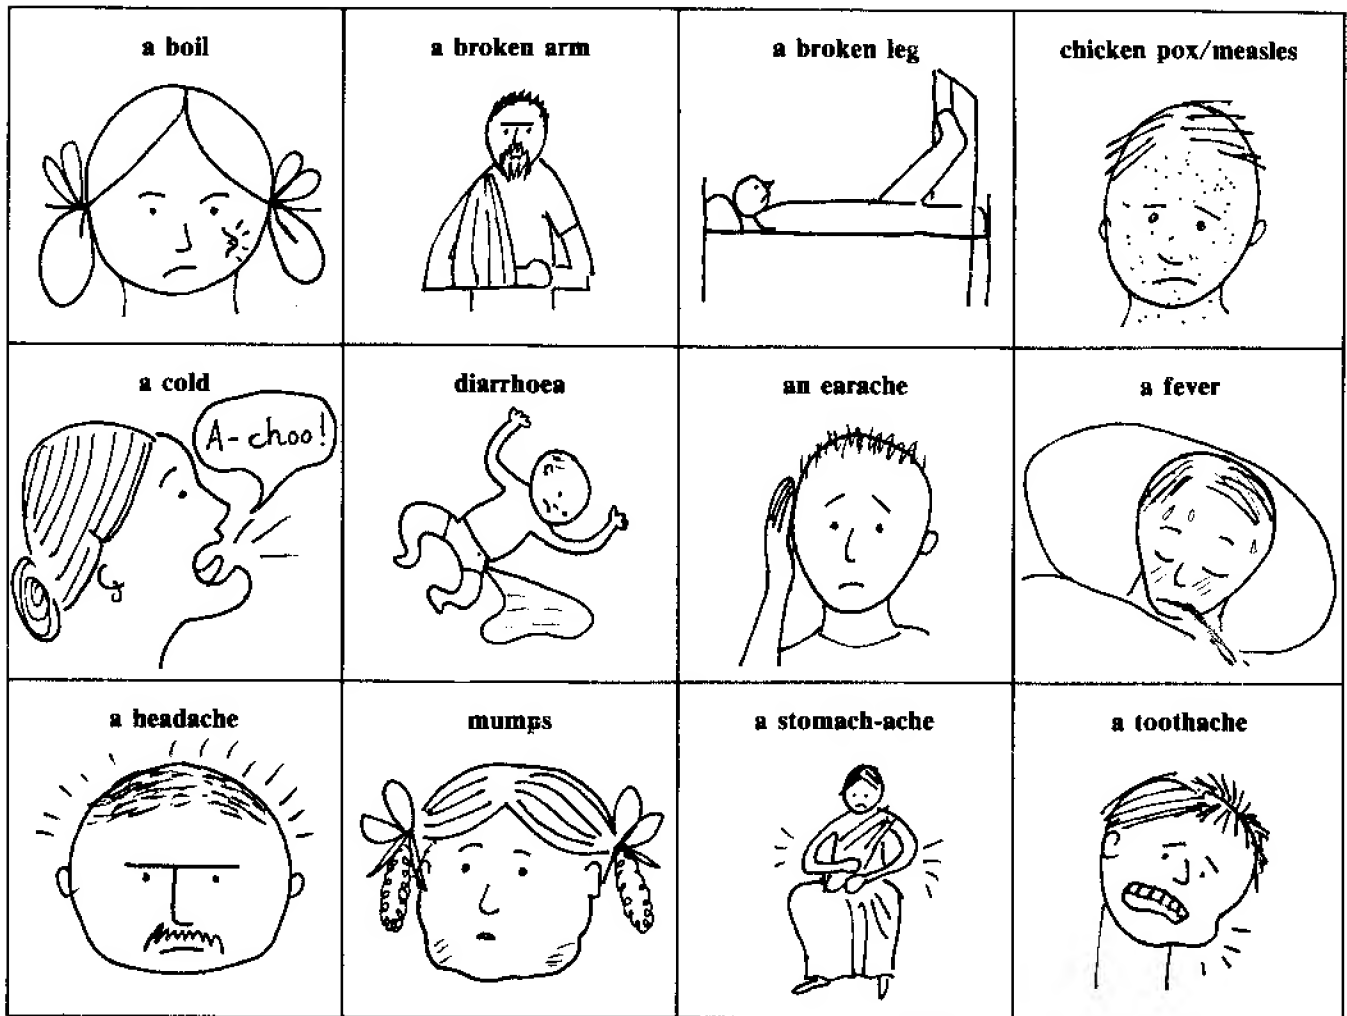 a boil
a broken arm
a broken leg
chicken pox/measles
a cold
A-choo!
diarrhoea
an earache
a fever
a headache
mumps
a stomach-ache
a toothache